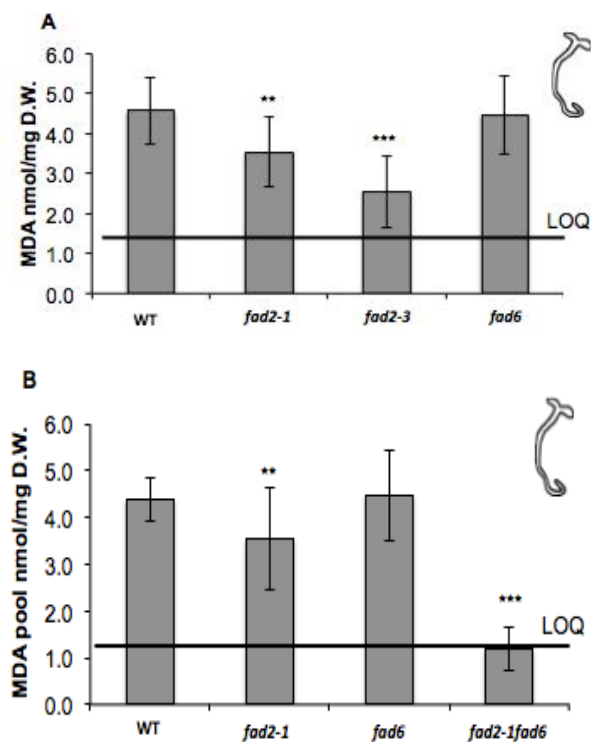 A
MDA nmol/mg D.W.
6.0
5.0
4.0
3.0
2.0
1.0
0.0
**
***
LOQ
WT fad2-1 fad2-3 fad6
B
MDA pool nmol/mg D.W.
6.0
5.0
4.0
3.0
2.0
1.0
0.0
**
***
LOQ
WT fad2-1 fad6 fad2-1fad6